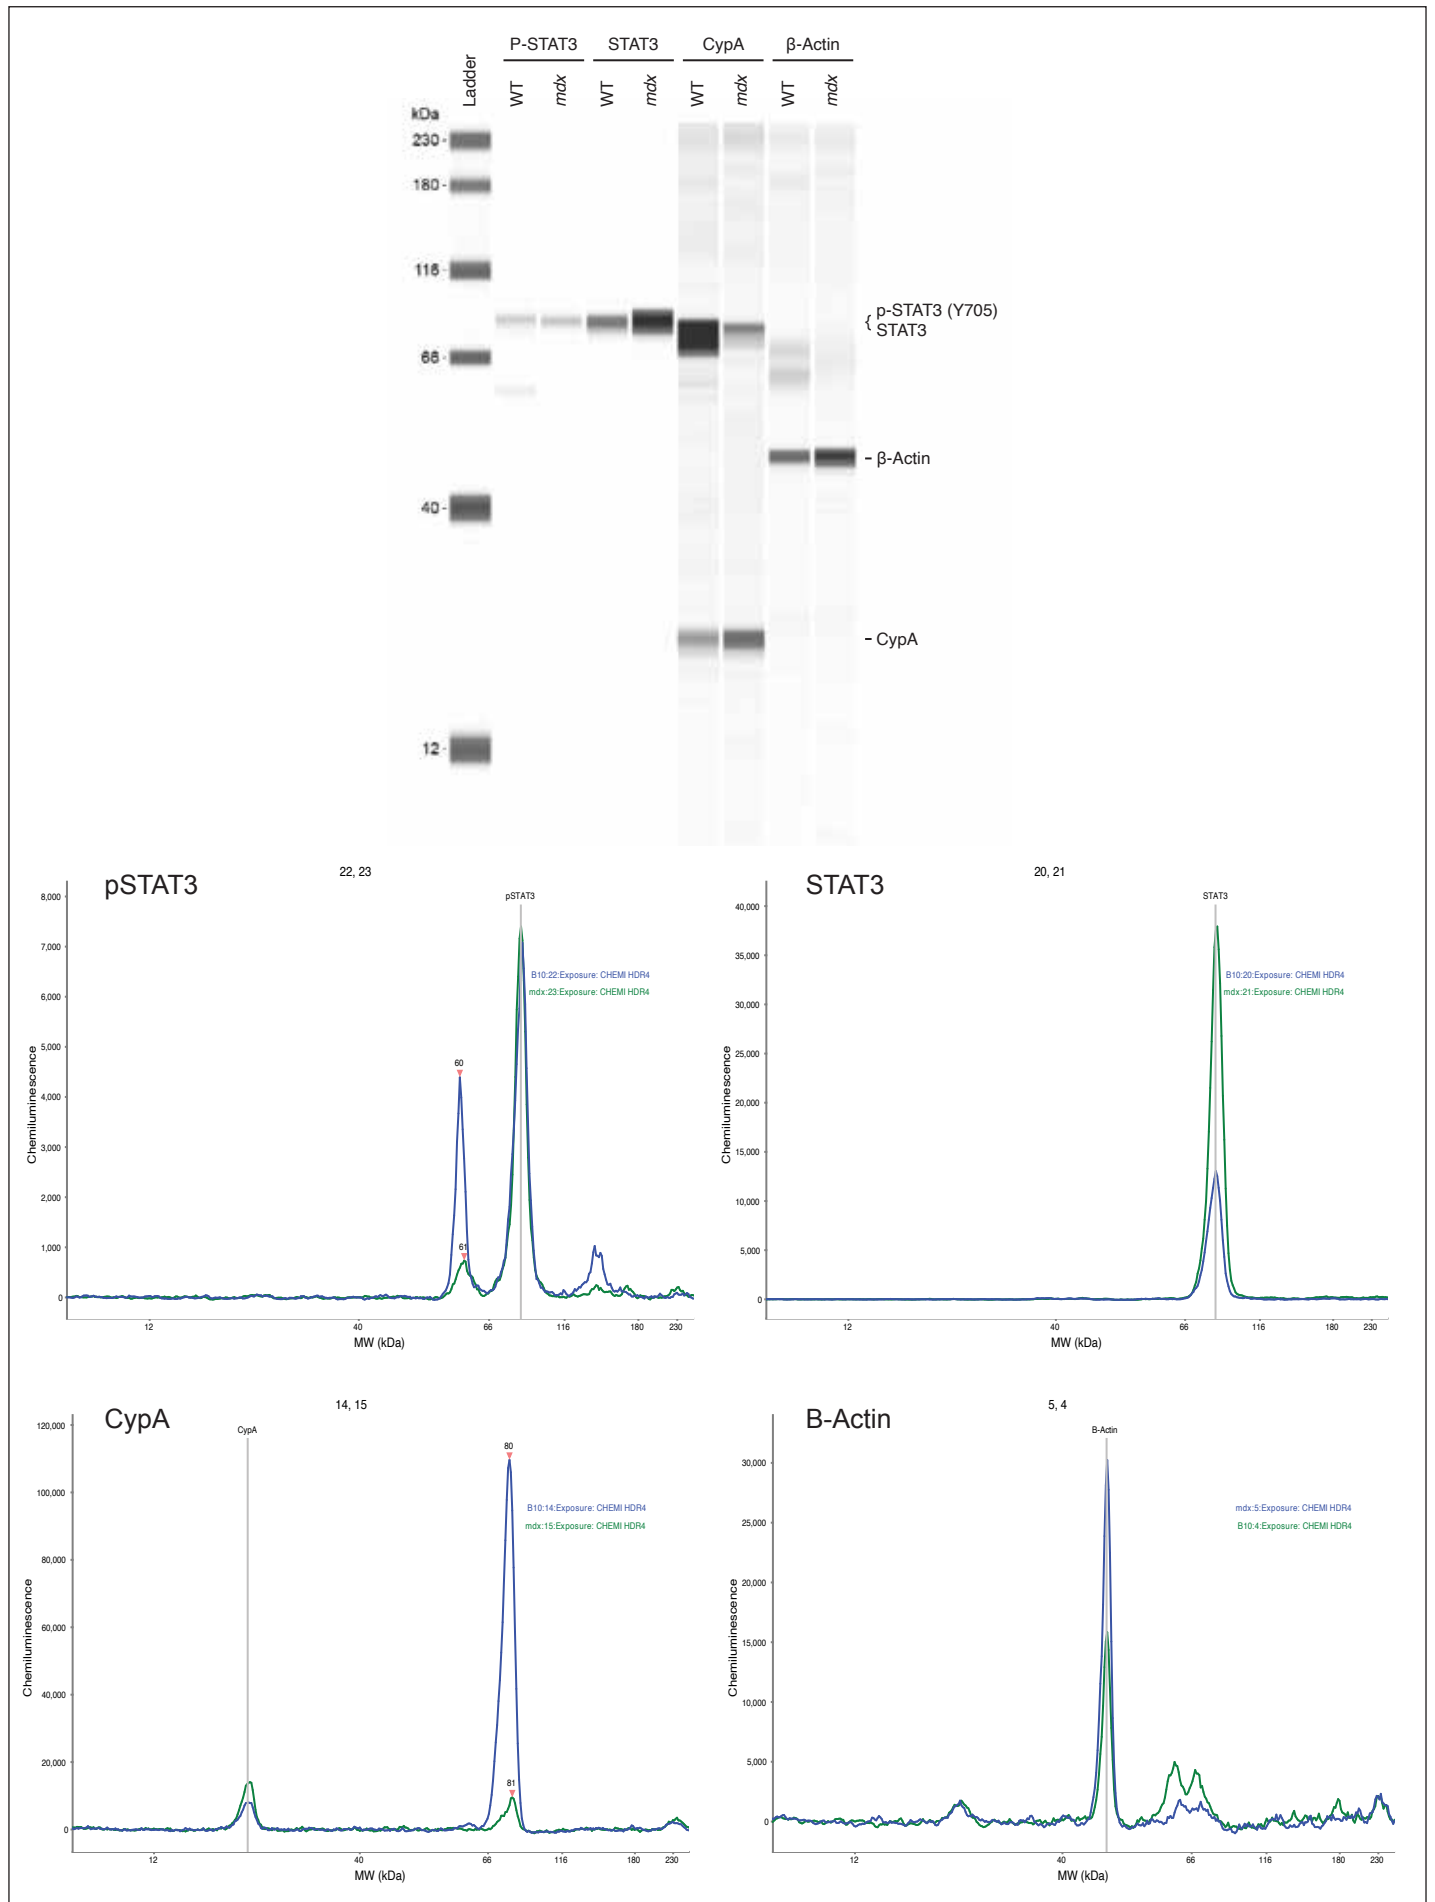 P-STAT3 STAT3 CypA β-Actin
Ladder WT mdx WT mdx WT mdx WT mdx
kDa
230
180
116
66
40
12
p-STAT3 (Y705)
STAT3
β-Actin
CypA
pSTAT3
22, 23
pSTAT3
B10:22:Exposure: CHEMI HDR4
mdx:23:Exposure: CHEMI HDR4
60
61
8,000
7,000
6,000
5,000
4,000
3,000
2,000
1,000
0
Chemiluminescence
12 40 66 116 180 230
MW (kDa)
STAT3
20, 21
STAT3
B10:20:Exposure: CHEMI HDR4
mdx:21:Exposure: CHEMI HDR4
40,000
35,000
30,000
25,000
20,000
15,000
10,000
5,000
0
Chemiluminescence
12 40 66 116 180 230
MW (kDa)
CypA
14, 15
CypA
80
B10:14:Exposure: CHEMI HDR4
mdx:15:Exposure: CHEMI HDR4
81
120,000
100,000
80,000
60,000
40,000
20,000
0
Chemiluminescence
12 40 66 116 180 230
MW (kDa)
B-Actin
5, 4
B-Actin
mdx:5:Exposure: CHEMI HDR4
B10:4:Exposure: CHEMI HDR4
30,000
25,000
20,000
15,000
10,000
5,000
0
Chemiluminescence
12 40 66 116 180 230
MW (kDa)